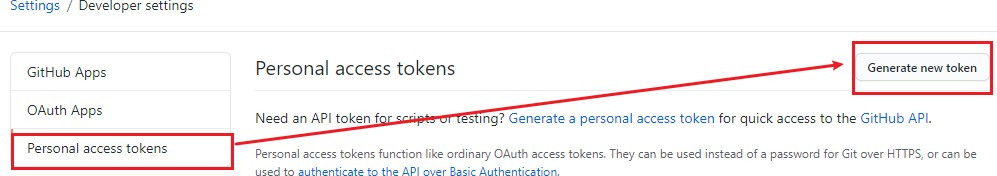 Settings / Developer settings
GitHub Apps
OAuth Apps
Personal access tokens
Personal access tokens
Generate new token
Need an API token for scripts or testing? Generate a personal access token for quick access to the GitHub API.
Personal access tokens function like ordinary OAuth access tokens. They can be used instead of a password for Git over HTTPS, or can be
used to authenticate to the API over Basic Authentication.